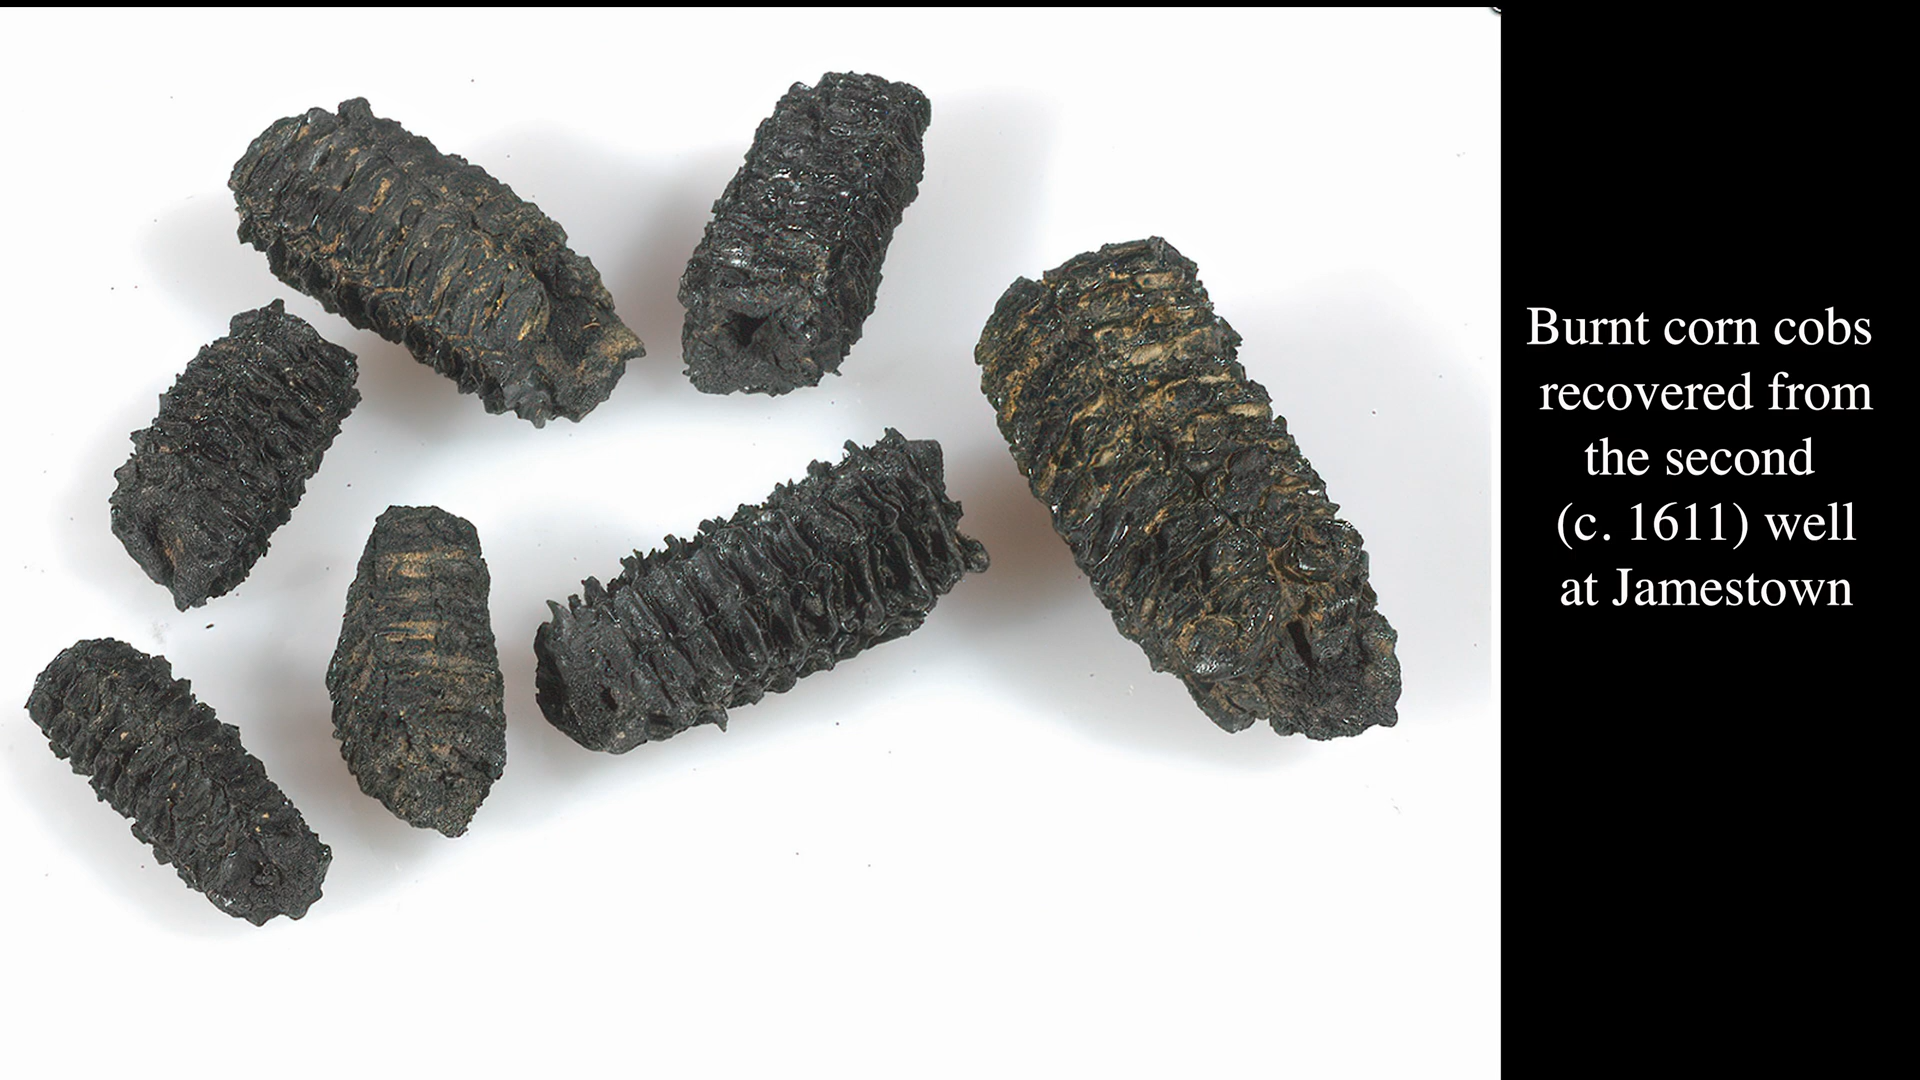 Burnt corn cobs
recovered from
the second
(c. 1611) well
at Jamestown